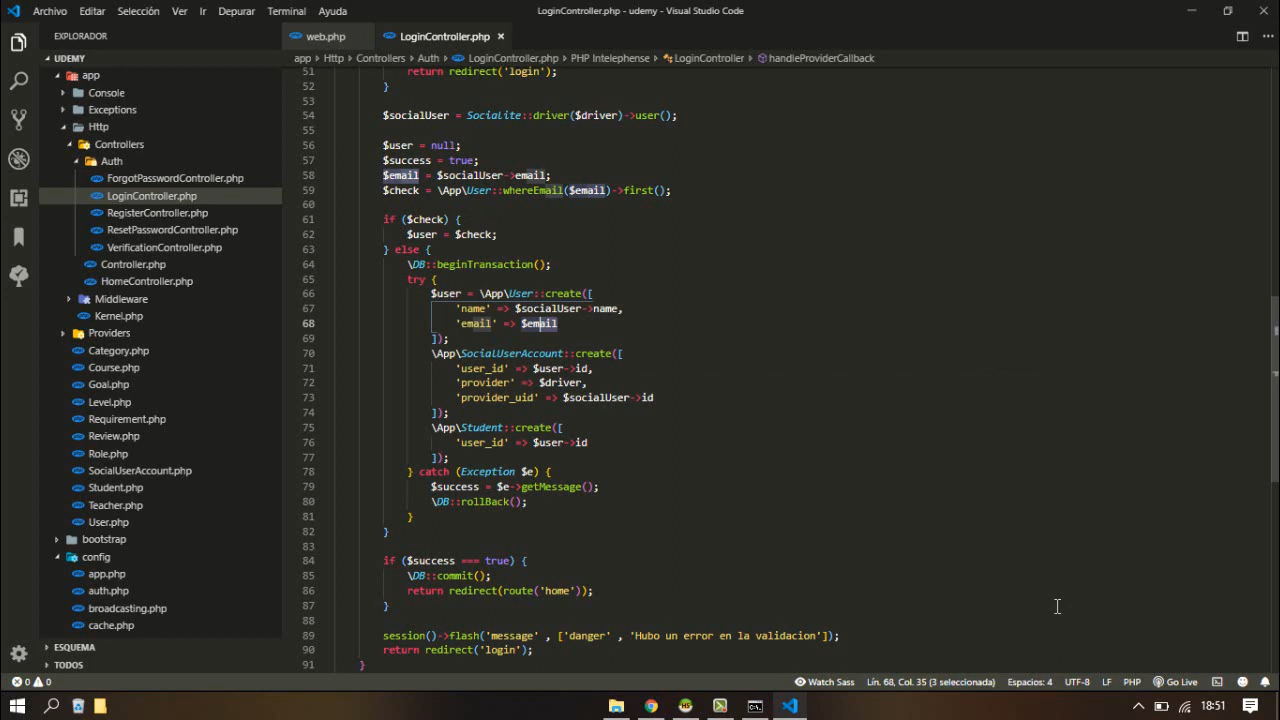 Archivo Editar Selección Ver Ir Depurar Terminal Ayuda LoginController.php - udemy - Visual Studio Code
EXPLORADOR
web.php LoginController.php
app Http Controllers Auth LoginController.php PHP Intelephense LoginController handleProviderCallback
UDEMY
app
Console
Exceptions
Http
Controllers
Auth
ForgotPasswordController.php
LoginController.php
RegisterController.php
ResetPasswordController.php
VerificationController.php
Controller.php
HomeController.php
Middleware
Kernel.php
Providers
Category.php
Course.php
Goal.php
Level.php
Requirement.php
Review.php
Role.php
SocialUserAccount.php
Student.php
Teacher.php
User.php
bootstrap
config
app.php
auth.php
broadcasting.php
cache.php
ESQUEMA
TODOS
51 return redirect('login');
52 }
53
54 $socialUser = Socialite::driver($driver)->user();
55
56 $user = null;
57 $success = true;
58 $email = $socialUser->email;
59 $check = \App\User::whereEmail($email)->first();
60
61 if ($check) {
62 $user = $check;
63 } else {
64 \DB::beginTransaction();
65 try {
66 $user = \App\User::create([
67 'name' => $socialUser->name,
68 'email' => $email
69 ]);
70 \App\SocialUserAccount::create([
71 'user_id' => $user->id,
72 'provider' => $driver,
73 'provider_uid' => $socialUser->id
74 ]);
75 \App\Student::create([
76 'user_id' => $user->id
77 ]);
78 } catch (Exception $e) {
79 $success = $e->getMessage();
80 \DB::rollBack();
81 }
82 }
83
84 if ($success === true) {
85 \DB::commit();
86 return redirect(route('home'));
87 }
88
89 session()->flash('message' , ['danger' , 'Hubo un error en la validacion']);
90 return redirect('login');
91 }
0 0 Watch Sass Lín. 68, Col. 35 (3 seleccionada) Espacios: 4 UTF-8 LF PHP Go Live
18:51